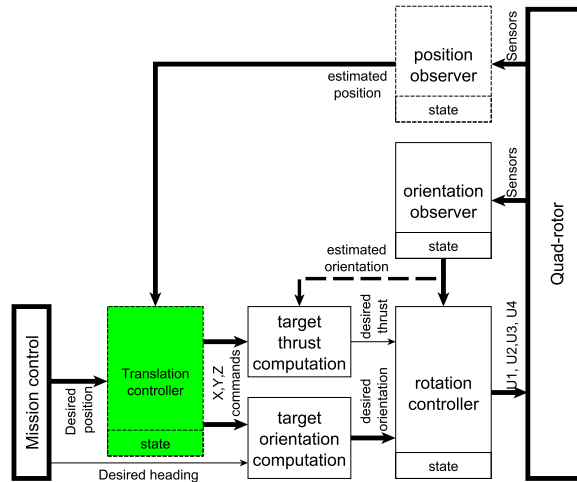 position
observer
state
Sensors
estimated
position
orientation
observer
state
Sensors
estimated
orientation
Quad-rotor
Mission control
Desired
position
Translation
controller
state
X,Y,Z
commands
target
thrust
computation
desired
thrust
target
orientation
computation
desired
orientation
rotation
controller
state
U1, U2,U3, U4
Desired heading